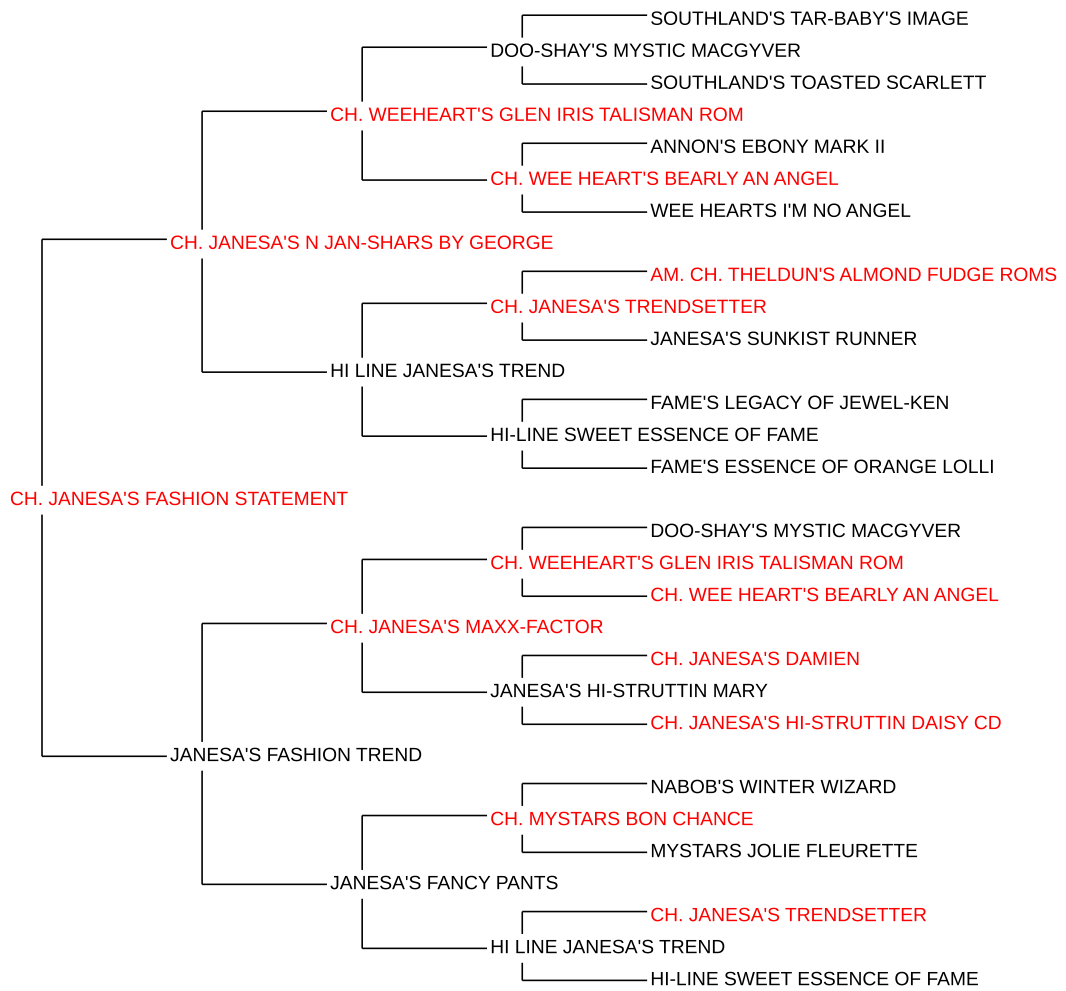 SOUTHLAND'S TAR-BABY'S IMAGE
DOO-SHAY'S MYSTIC MACGYVER
SOUTHLAND'S TOASTED SCARLETT
CH. WEEHEART'S GLEN IRIS TALISMAN ROM
ANNON'S EBONY MARK II
CH. WEE HEART'S BEARLY AN ANGEL
WEE HEARTS I'M NO ANGEL
CH. JANESA'S N JAN-SHARS BY GEORGE
AM. CH. THELDUN'S ALMOND FUDGE ROMS
CH. JANESA'S TRENDSETTER
JANESA'S SUNKIST RUNNER
HI LINE JANESA'S TREND
FAME'S LEGACY OF JEWEL-KEN
HI-LINE SWEET ESSENCE OF FAME
FAME'S ESSENCE OF ORANGE LOLLI
CH. JANESA'S FASHION STATEMENT
DOO-SHAY'S MYSTIC MACGYVER
CH. WEEHEART'S GLEN IRIS TALISMAN ROM
CH. WEE HEART'S BEARLY AN ANGEL
CH. JANESA'S MAXX-FACTOR
CH. JANESA'S DAMIEN
JANESA'S HI-STRUTTIN MARY
CH. JANESA'S HI-STRUTTIN DAISY CD
JANESA'S FASHION TREND
NABOB'S WINTER WIZARD
CH. MYSTARS BON CHANCE
MYSTARS JOLIE FLEURETTE
JANESA'S FANCY PANTS
CH. JANESA'S TRENDSETTER
HI LINE JANESA'S TREND
HI-LINE SWEET ESSENCE OF FAME